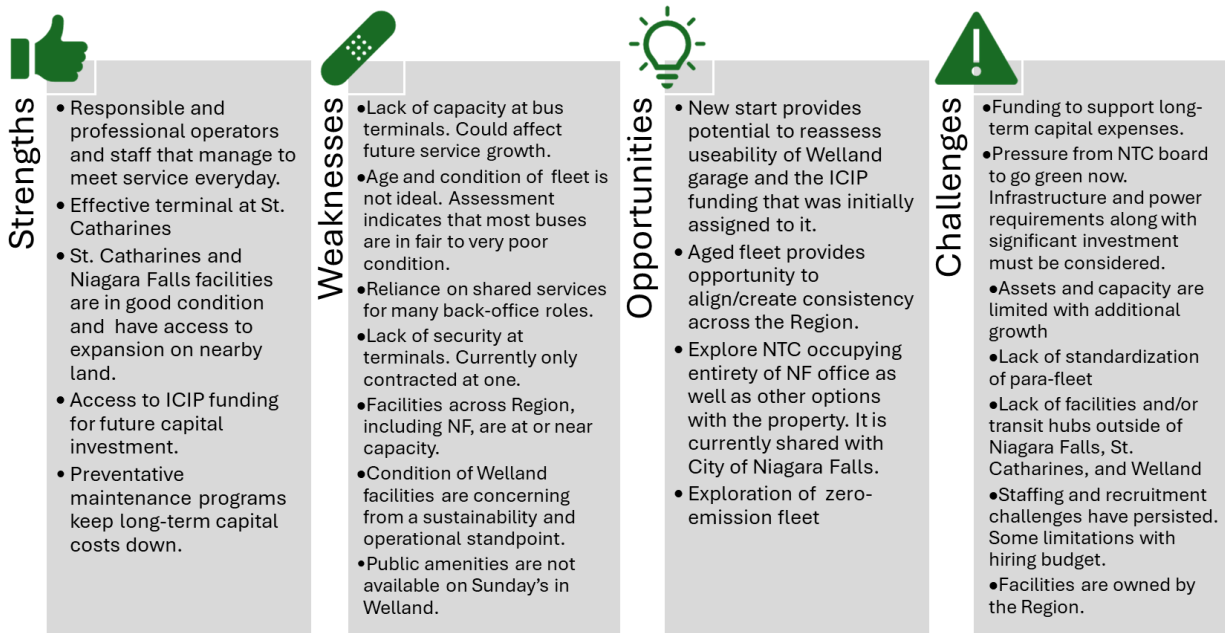 Strengths
• Responsible and
professional operators
and staff that manage to
meet service everyday.
• Effective terminal at St.
Catharines
• St. Catharines and
Niagara Falls facilities
are in good condition
and have access to
expansion on nearby
land.
• Access to ICIP funding
for future capital
investment.
• Preventative
maintenance programs
keep long-term capital
costs down.
Weaknesses
•Lack of capacity at bus
terminals. Could affect
future service growth.
•Age and condition of fleet is
not ideal. Assessment
indicates that most buses
are in fair to very poor
condition.
•Reliance on shared services
for many back-office roles.
•Lack of security at
terminals. Currently only
contracted at one.
•Facilities across Region,
including NF, are at or near
capacity.
•Condition of Welland
facilities are concerning
from a sustainability and
operational standpoint.
•Public amenities are not
available on Sunday's in
Welland.
Opportunities
• New start provides
potential to reassess
useability of Welland
garage and the ICIP
funding that was initially
assigned to it.
• Aged fleet provides
opportunity to
align/create consistency
across the Region.
• Explore NTC occupying
entirety of NF office as
well as other options
with the property. It is
currently shared with
City of Niagara Falls.
• Exploration of zero-
emission fleet
Challenges
•Funding to support long-
term capital expenses.
•Pressure from NTC board
to go green now.
Infrastructure and power
requirements along with
significant investment
must be considered.
•Assets and capacity are
limited with additional
growth
•Lack of standardization
of para-fleet
•Lack of facilities and/or
transit hubs outside of
Niagara Falls, St.
Catharines, and Welland
•Staffing and recruitment
challenges have persisted.
Some limitations with
hiring budget.
•Facilities are owned by
the Region.